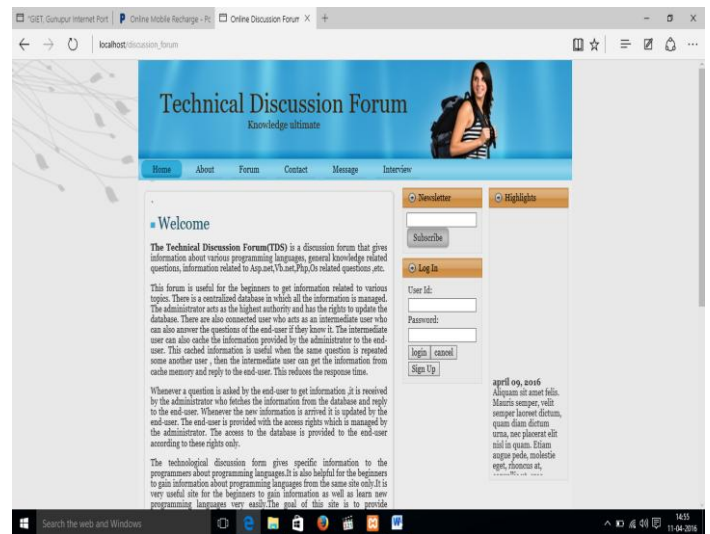 "GIET, Gunupur Internet Port
Online Mobile Recharge - Pc
Online Discussion Forum
localhost/discussion_forum
Technical Discussion Forum
Knowledge ultimate
Home About Forum Contact Message Interview
Welcome
The Technical Discussion Forum(TDS) is a discussion forum that gives
information about various programming languages, general knowledge related
questions, information related to Asp.net,Vb.net,Php,Os related questions ,etc.
This forum is useful for the beginners to get information related to various
topics. There is a centralized database in which all the information is managed.
The administrator acts as the highest authority and has the rights to update the
database. There are also connected user who acts as an intermediate user who
can also answer the questions of the end-user if they know it. The intermediate
user can also cache the information provided by the administrator to the end-
user. This cached information is useful when the same question is repeated
some another user , then the intermediate user can get the information from
cache memory and reply to the end-user. This reduces the response time.
Whenever a question is asked by the end-user to get information ,it is received
by the administrator who fetches the information from the database and reply
to the end-user. Whenever the new information is arrived it is updated by the
end-user. The end-user is provided with the access rights which is managed by
the administrator. The access to the database is provided to the end-user
according to these rights only.
The technological discussion form gives specific information to the
programmers about programming languages.It is also helpful for the beginners
to gain information about programming languages from the same site only.It is
very useful site for the beginners to gain information as well as learn new
programming languages very easily.The goal of this site is to provide
Newsletter
Subscribe
Log In
User Id:
Password:
login cancel
Sign Up
Highlights
april 09, 2016
Aliquam sit amet felis.
Mauris semper, velit
semper laoreet dictum,
quam diam dictum
urna, nec placerat elit
nisl in quam. Etiam
augue pede, molestie
eget, rhoncus at,
Search the web and Windows
14:55
11-04-2016